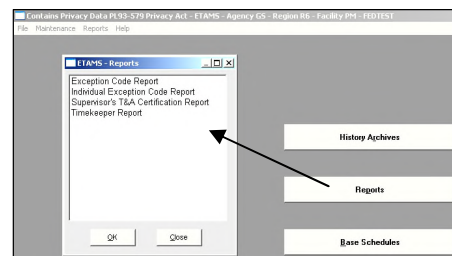 Contains Privacy Data PL93-579 Privacy Act - ETAMS - Agency GS - Region R6 - Facility PM - FEDTEST
File Maintenance Reports Help
ETAMS - Reports
Exception Code Report
Individual Exception Code Report
Supervisor's T&A Certification Report
Timekeeper Report
OK Close
History Archives
Reports
Base Schedules